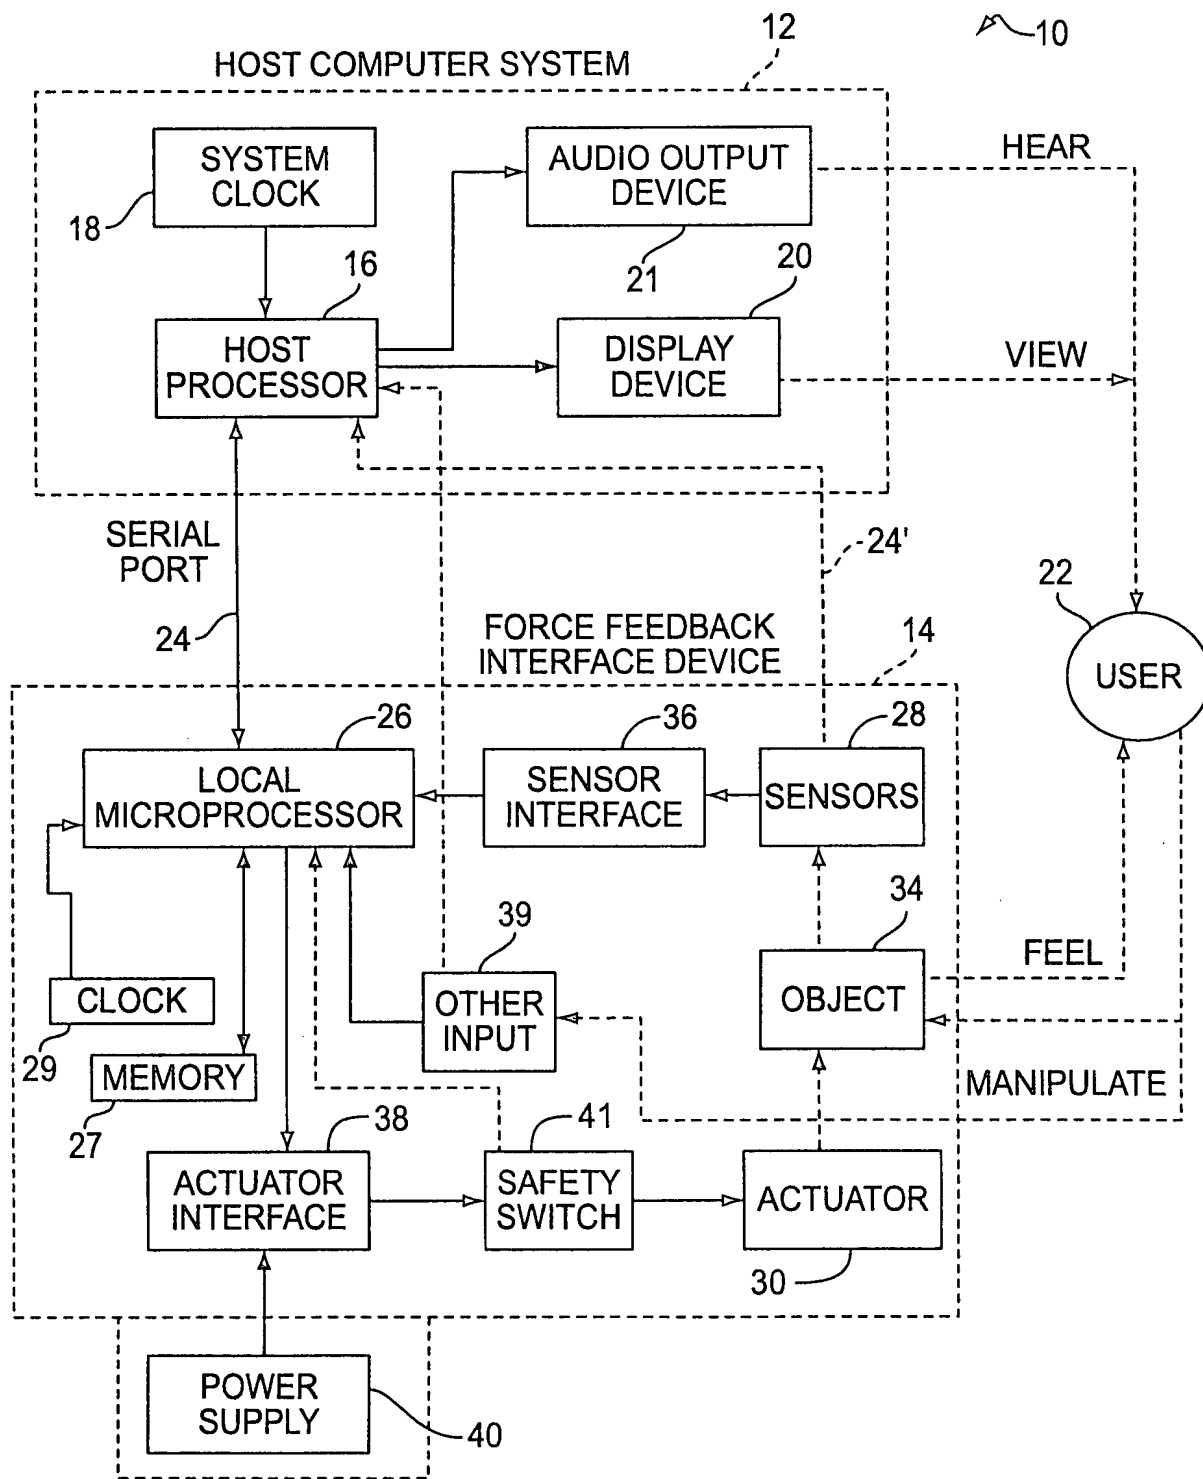 10
12
HOST COMPUTER SYSTEM
SYSTEM
CLOCK
18
AUDIO OUTPUT
DEVICE
21
HEAR
16
20
HOST
PROCESSOR
DISPLAY
DEVICE
VIEW
SERIAL
PORT
24
24'
22
USER
FORCE FEEDBACK
INTERFACE DEVICE
14
26
36
28
LOCAL
MICROPROCESSOR
SENSOR
INTERFACE
SENSORS
34
39
FEEL
CLOCK
29
OTHER
INPUT
OBJECT
MEMORY
27
MANIPULATE
38
41
ACTUATOR
INTERFACE
SAFETY
SWITCH
ACTUATOR
30
POWER
SUPPLY
40